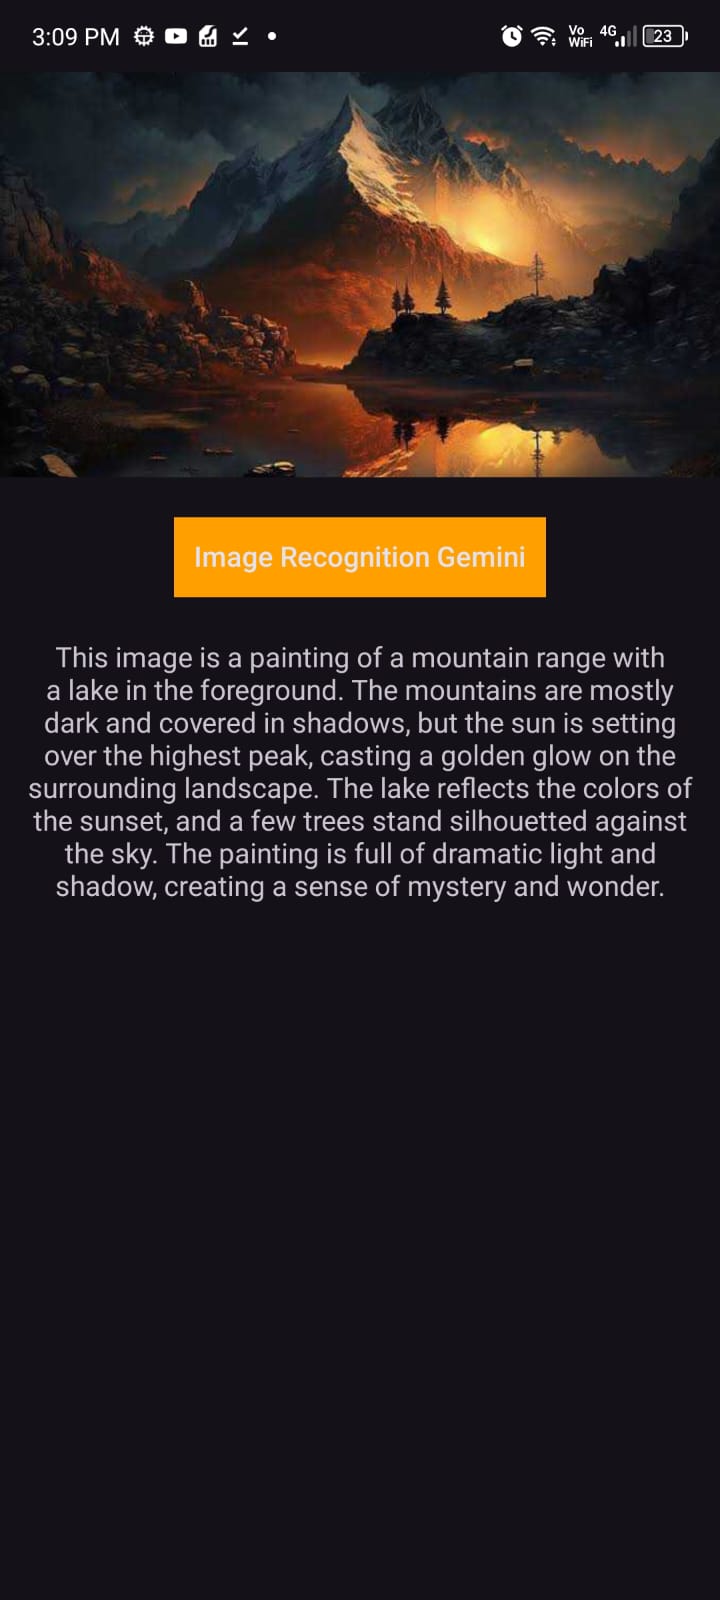 3:09 PM Vo WiFi 4G 23
Image Recognition Gemini
This image is a painting of a mountain range with
a lake in the foreground. The mountains are mostly
dark and covered in shadows, but the sun is setting
over the highest peak, casting a golden glow on the
surrounding landscape. The lake reflects the colors of
the sunset, and a few trees stand silhouetted against
the sky. The painting is full of dramatic light and
shadow, creating a sense of mystery and wonder.